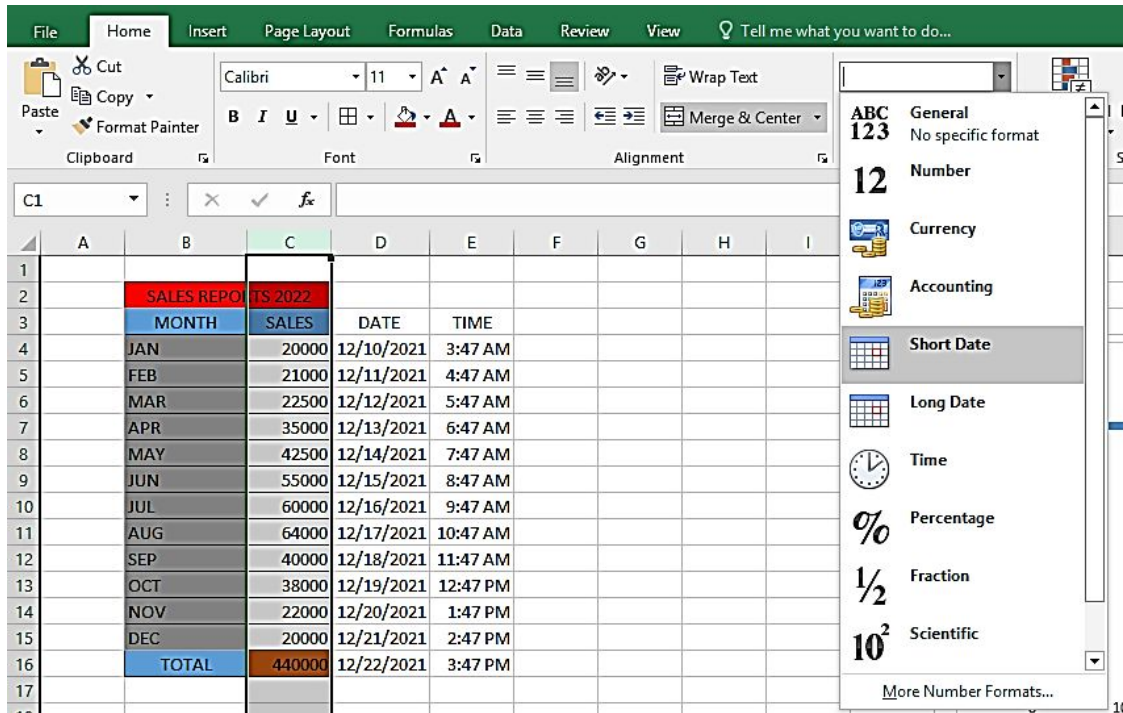 File Home Insert Page Layout Formulas Data Review View Tell me what you want to do...
Cut
Copy
Format Painter
Paste
Clipboard
Calibri 11 A A
B I U A
Font
Wrap Text
Merge & Center
Alignment
ABC 123 General
No specific format
12 Number
Currency
Accounting
Short Date
Long Date
Time
% Percentage
1/2 Fraction
10² Scientific
More Number Formats...
C1 fx
A B C D E F G H I
1
2 SALES REPORTS 2022
3 MONTH SALES DATE TIME
4 JAN 20000 12/10/2021 3:47 AM
5 FEB 21000 12/11/2021 4:47 AM
6 MAR 22500 12/12/2021 5:47 AM
7 APR 35000 12/13/2021 6:47 AM
8 MAY 42500 12/14/2021 7:47 AM
9 JUN 55000 12/15/2021 8:47 AM
10 JUL 60000 12/16/2021 9:47 AM
11 AUG 64000 12/17/2021 10:47 AM
12 SEP 40000 12/18/2021 11:47 AM
13 OCT 38000 12/19/2021 12:47 PM
14 NOV 22000 12/20/2021 1:47 PM
15 DEC 20000 12/21/2021 2:47 PM
16 TOTAL 440000 12/22/2021 3:47 PM
17